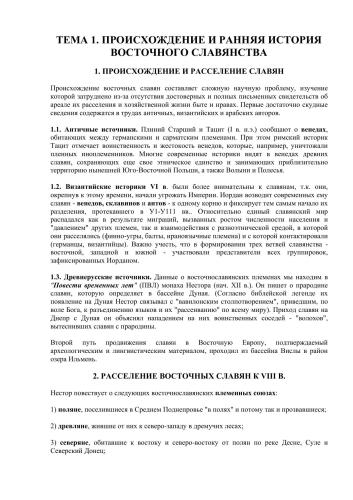 ТЕМА 1. ПРОИСХОЖДЕНИЕ И РАННЯЯ ИСТОРИЯ
ВОСТОЧНОГО СЛАВЯНСТВА
1. ПРОИСХОЖДЕНИЕ И РАССЕЛЕНИЕ СЛАВЯН
Происхождение восточных славян составляет сложную научную проблему, изучение
которой затруднено из-за отсутствия достоверных и полных письменных свидетельств об
ареале их расселения и хозяйственной жизни быте и нравах. Первые достаточно скудные
сведения содержатся в трудах античных, византийских и арабских авторов.
1.1. Античные источники. Плиний Старший и Тацит (I в. н.э.) сообщают о венедах,
обитающих между германскими и сарматским племенами. При этом римский историк
Тацит отмечает воинственность и жестокость венедов, которые, например, уничтожали
пленных иноплеменников. Многие современные историки видят в венедах древних
славян, сохраняющих еще свое этническое единство и занимающих приблизительно
территорию нынешней Юго-Восточной Польши, а также Волыни и Полесья.
1.2. Византийские историки VI в. были более внимательны к славянам, т.к. они,
окрепнув к этому времени, начали угрожать Империи. Иордан возводит современных ему
славян - венедов, склавинов и антов - к одному корню и фиксирует тем самым начало их
разделения, протекавшего в У1-У111 вв.. Относительно единый славянский мир
распадался как в результате миграций, вызванных ростом численности населения и
"давлением" других племен, так и взаимодействия с разноэтнической средой, в которой
они расселялись (финно-угры, балты, ираноязычные племена) и с которой контактировали
(германцы, византийцы). Важно учесть, что в формировании трех ветвей славянства -
восточной, западной и южной - участвовали представители всех группировок,
зафиксированных Иорданом.
1.3. Древнерусские источники. Данные о восточнославянских племенах мы находим в
"Повести временных лет" (ПВЛ) монаха Нестора (нач. XII в.). Он пишет о прародине
славян, которую определяет в бассейне Дуная. (Согласно библейской легенде их
появление на Дунае Нестор связывал с "вавилонским столпотворением", приведшим, по
воле Бога, к разъединению языков и их "рассеиванию" по всему миру). Приход славян на
Днепр с Дуная он объяснял нападением на них воинственных соседей - "волохов",
вытеснивших славян с прародины.
Второй путь продвижения славян в Восточную Европу, подтверждаемый
археологическим и лингвистическим материалом, проходил из бассейна Вислы в район
озера Ильмень.
2. РАССЕЛЕНИЕ ВОСТОЧНЫХ СЛАВЯН К VIII В.
Нестор повествует о следующих восточнославянских племенных союзах:
1) поляне, поселившиеся в Среднем Поднепровье "в полях" и потому так и прозвавшиеся;
2) древляне, жившие от них к северо-западу в дремучих лесах;
3) северяне, обитавшие к востоку и северо-востоку от полян по реке Десне, Суле и
Северский Донец;